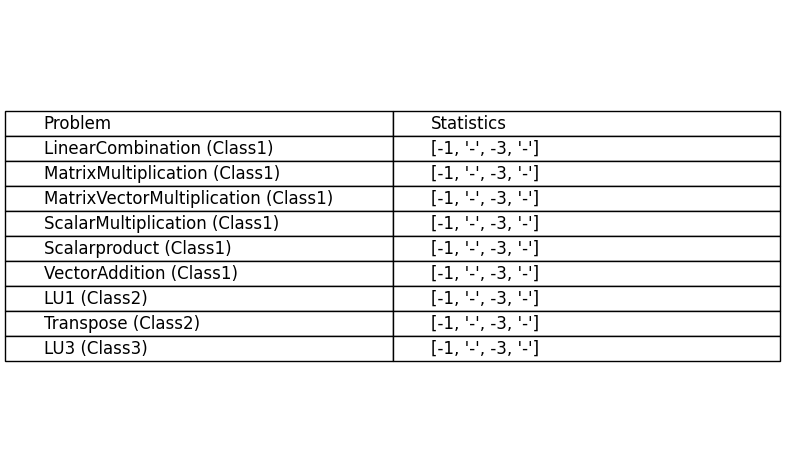 Problem Statistics
LinearCombination (Class1) [-1, '-', -3, '-']
MatrixMultiplication (Class1) [-1, '-', -3, '-']
MatrixVectorMultiplication (Class1) [-1, '-', -3, '-']
ScalarMultiplication (Class1) [-1, '-', -3, '-']
Scalarproduct (Class1) [-1, '-', -3, '-']
VectorAddition (Class1) [-1, '-', -3, '-']
LU1 (Class2) [-1, '-', -3, '-']
Transpose (Class2) [-1, '-', -3, '-']
LU3 (Class3) [-1, '-', -3, '-']